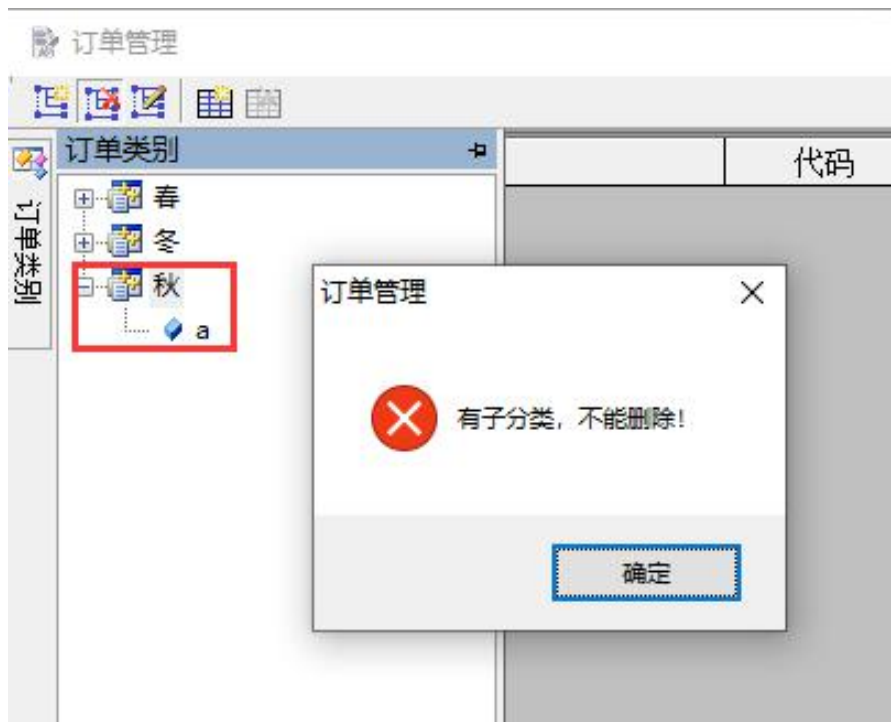 订单管理
订单类别
代码
订单类别
春
冬
秋
a
订单管理
有子分类，不能删除！
确定